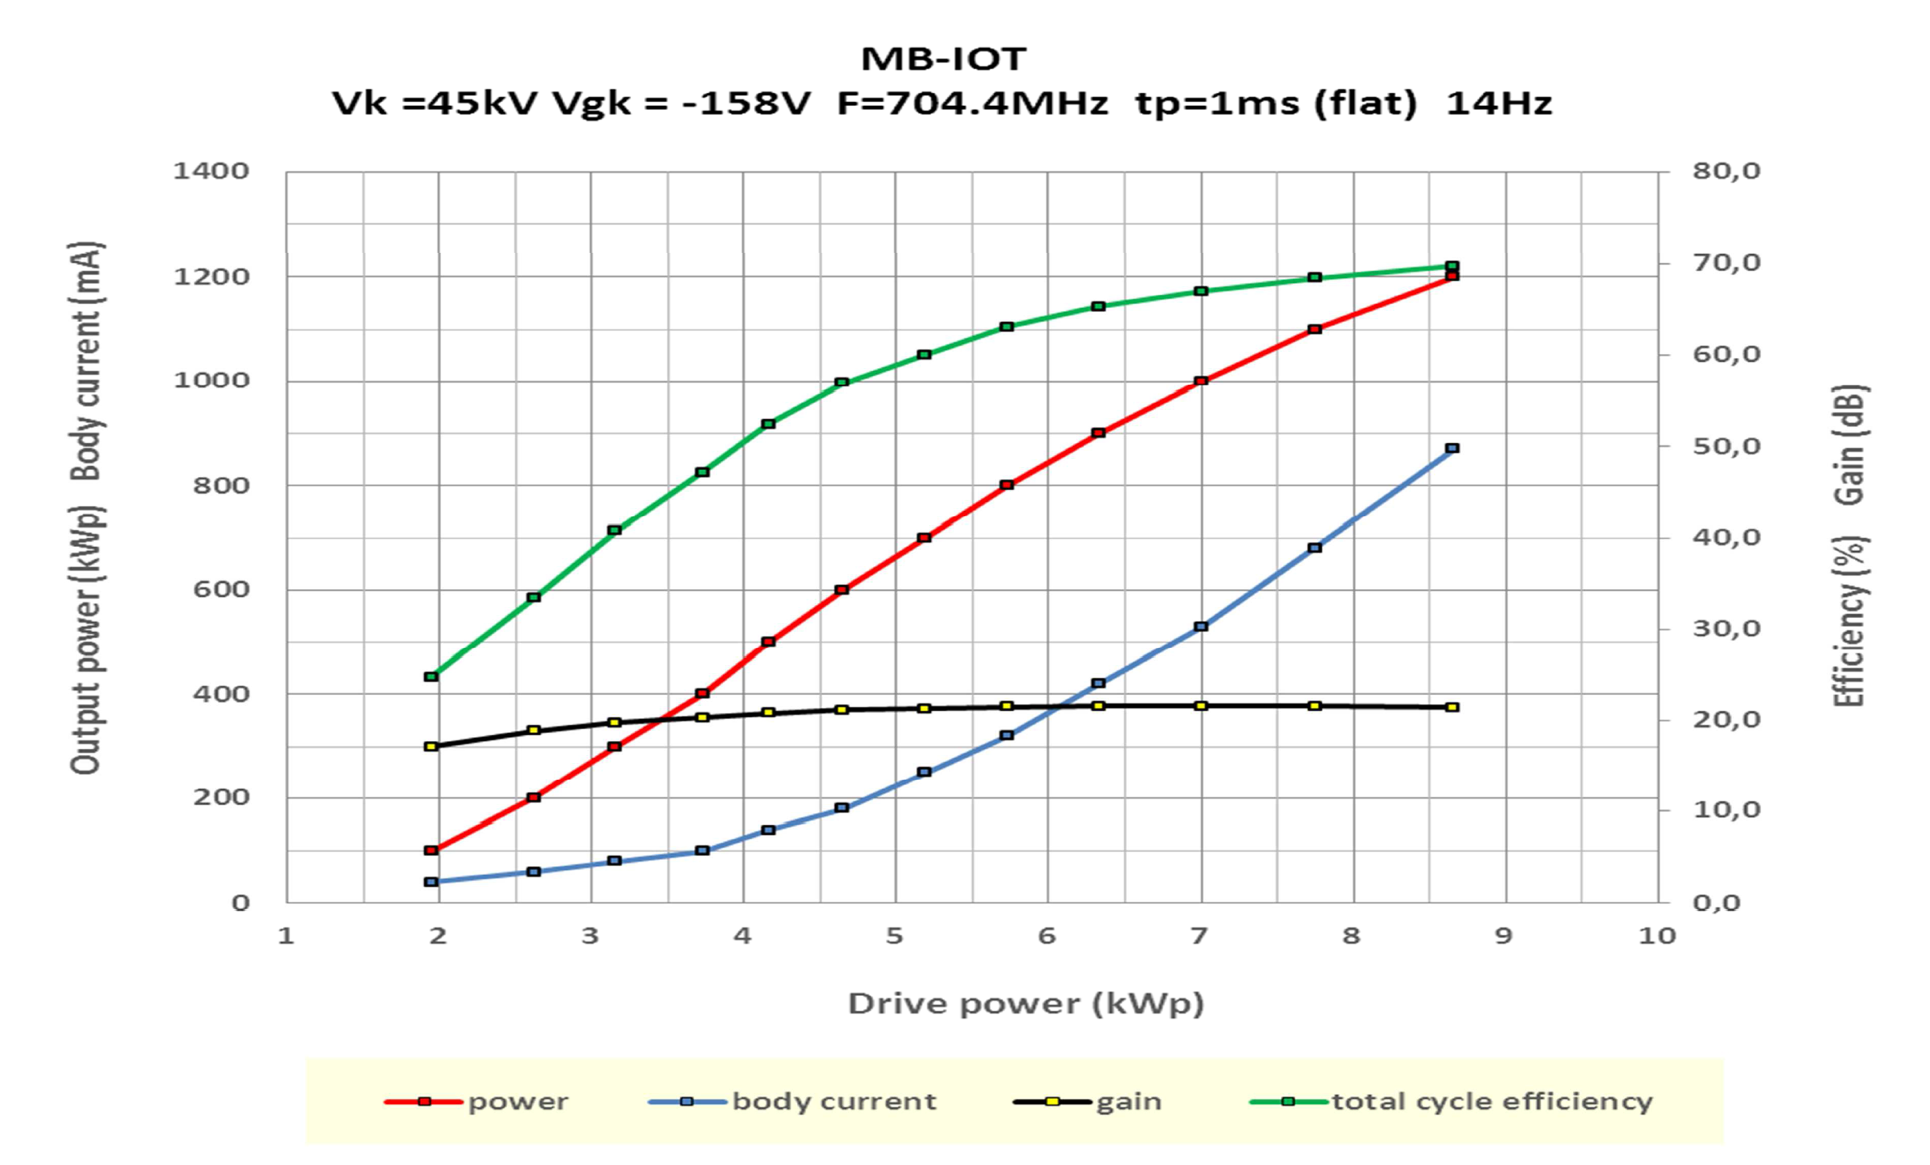 MB-IOT
Vk =45kV Vgk = -158V F=704.4MHz tp=1ms (flat) 14Hz
Output power (kWp) Body current (mA)
1400
1200
1000
800
600
400
200
0
80,0
70,0
60,0
50,0
40,0
30,0
20,0
10,0
0,0
Efficiency (%) Gain (dB)
1 2 3 4 5 6 7 8 9 10
Drive power (kWp)
power body current gain total cycle efficiency